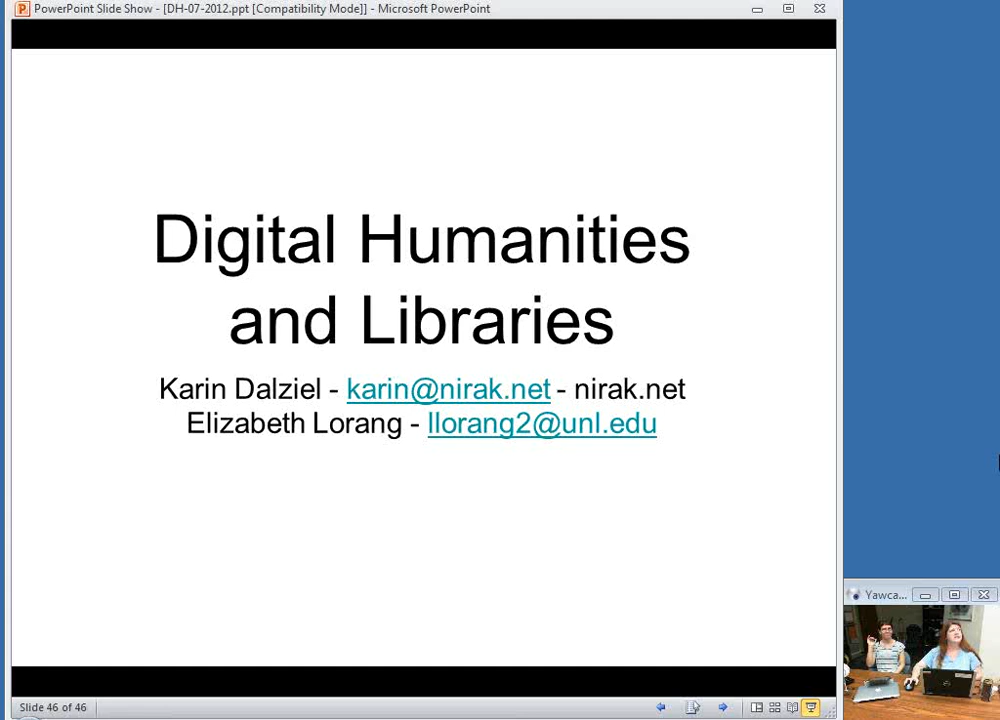 PowerPoint Slide Show - [DH-07-2012.ppt [Compatibility Mode]] - Microsoft PowerPoint
Digital Humanities
and Libraries
Karin Dalziel - karin@nirak.net - nirak.net
Elizabeth Lorang - llorang2@unl.edu
Yawca...
Slide 46 of 46